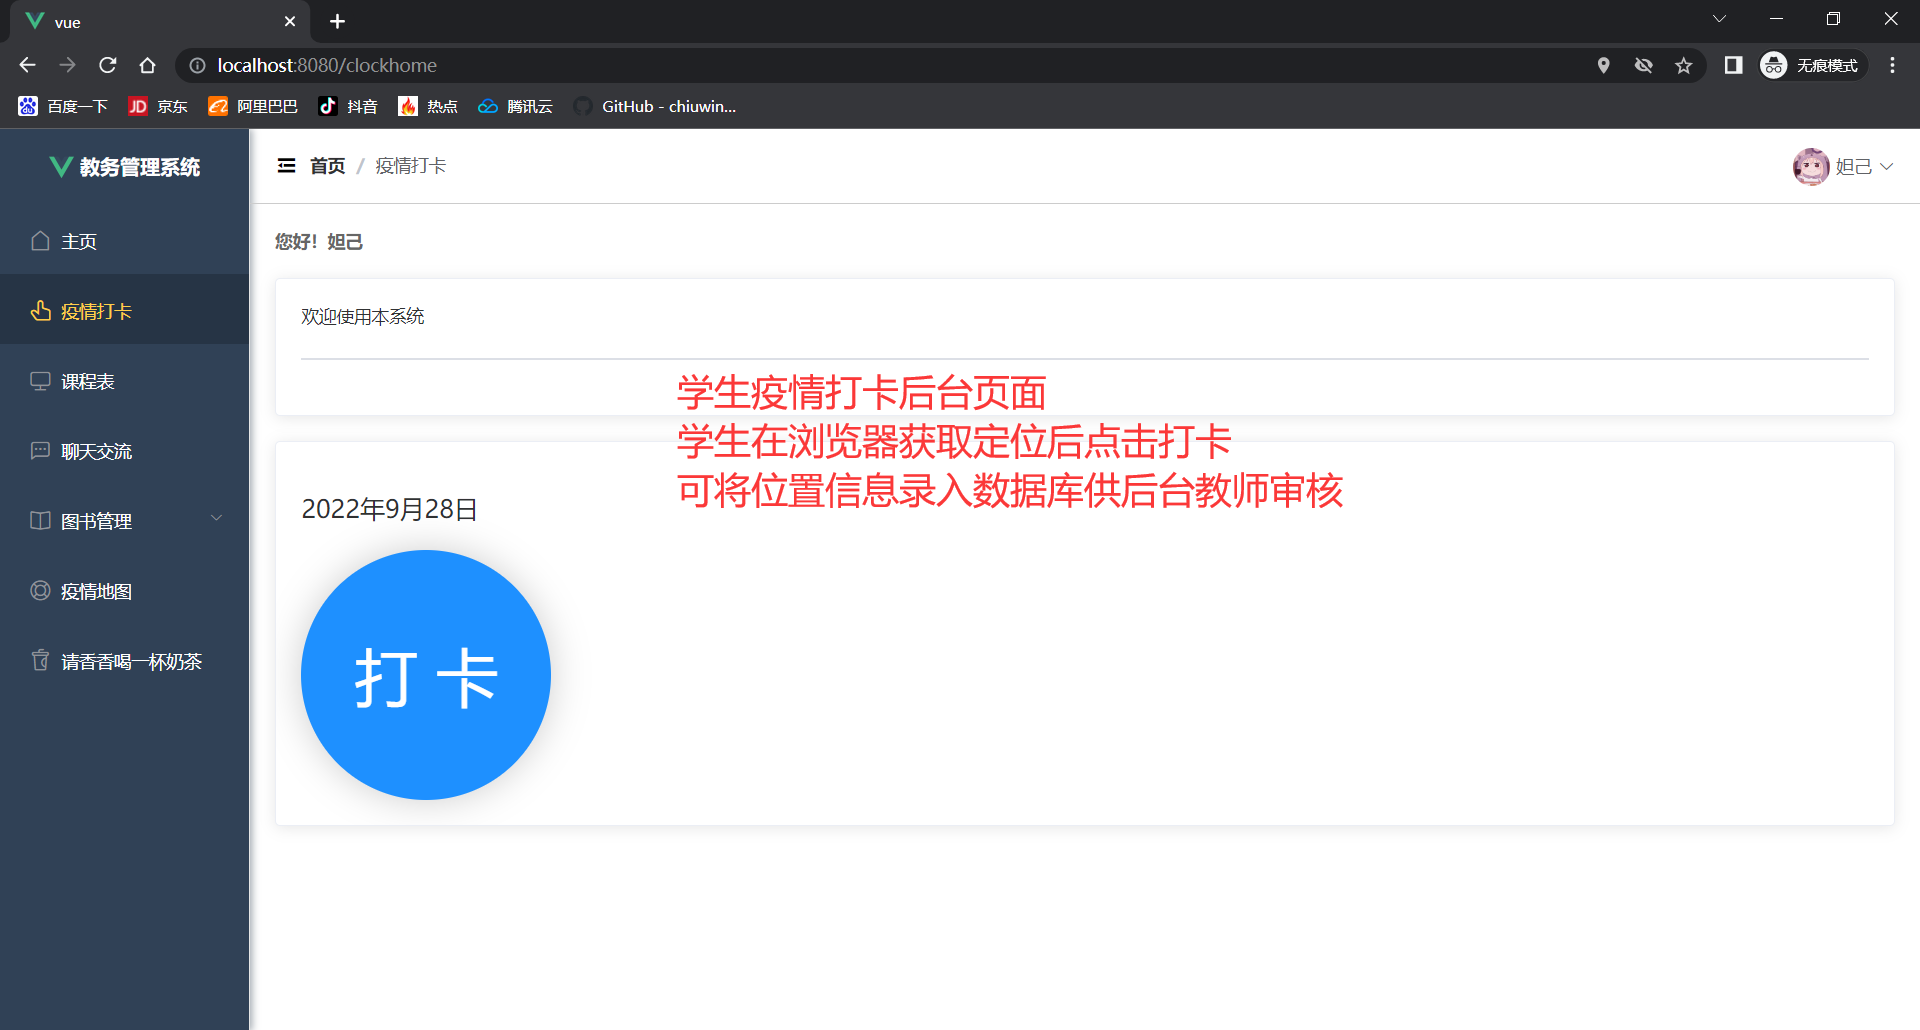 vue
localhost:8080/clockhome
无痕模式
百度一下
JD 京东
阿里巴巴
抖音
热点
腾讯云
GitHub - chiuwin...
教务管理系统
首页 / 疫情打卡
妲己
主页
疫情打卡
课程表
聊天交流
图书管理
疫情地图
请香香喝一杯奶茶
您好！妲己
欢迎使用本系统
学生疫情打卡后台页面
学生在浏览器获取定位后点击打卡
可将位置信息录入数据库供后台教师审核
2022年9月28日
打 卡